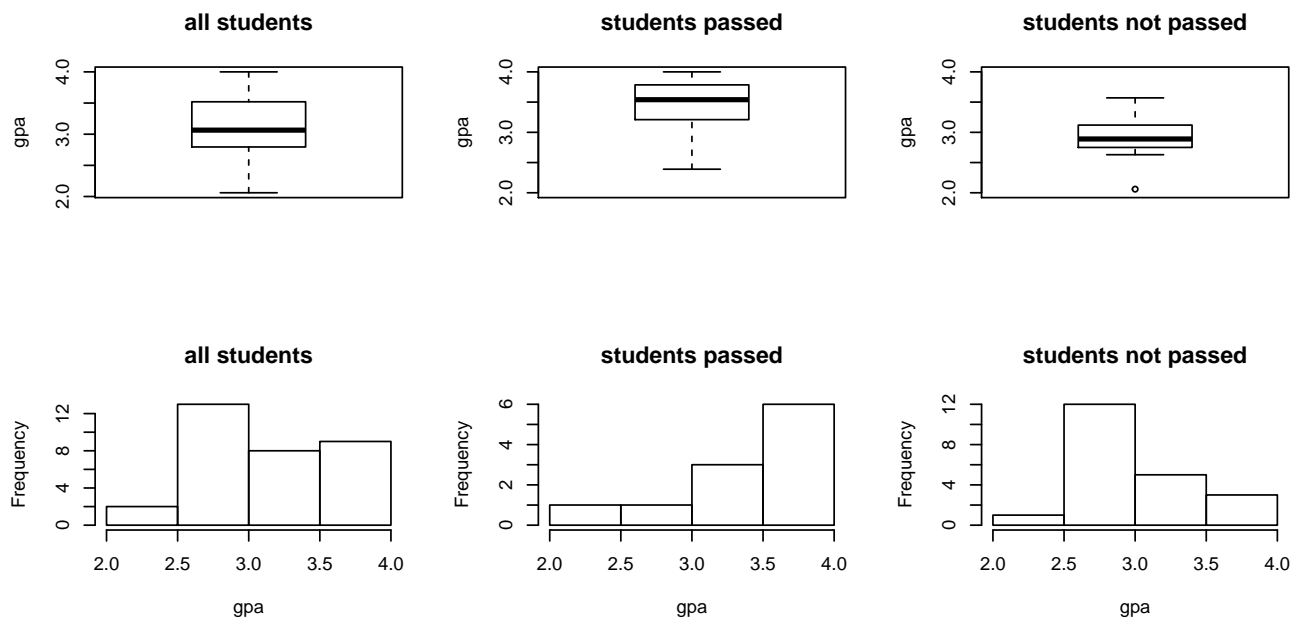 all students
students passed
students not passed
gpa
2.0
3.0
4.0
gpa
2.0
3.0
4.0
gpa
2.0
3.0
4.0
all students
students passed
students not passed
Frequency
0
4
8
12
Frequency
0
2
4
6
Frequency
0
4
8
12
2.0 2.5 3.0 3.5 4.0
2.0 2.5 3.0 3.5 4.0
2.0 2.5 3.0 3.5 4.0
gpa
gpa
gpa